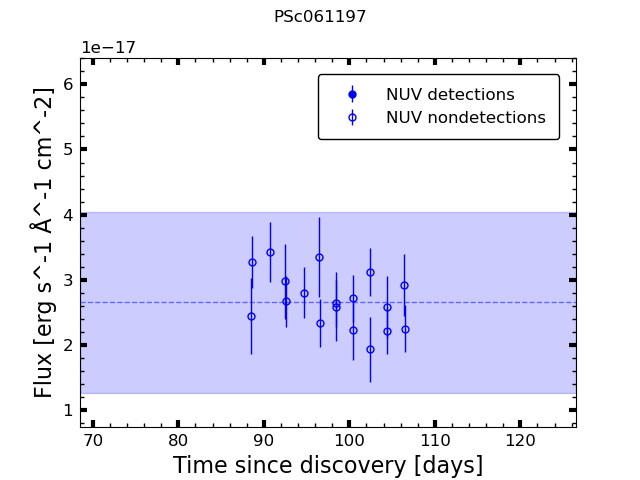 PSc061197
1e−17
6
5
4
3
2
1
Flux [erg s^-1 Å^-1 cm^-2]
NUV detections
NUV nondetections
70 80 90 100 110 120
Time since discovery [days]